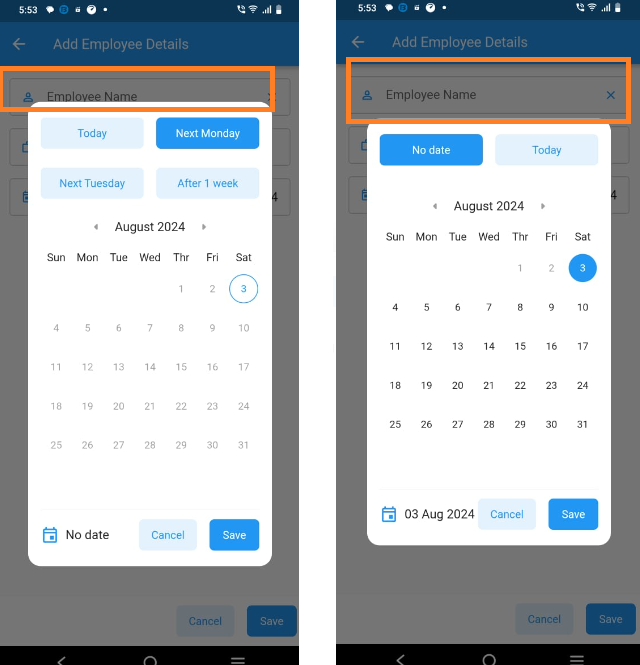 5:53
Add Employee Details
Employee Name
Today Next Monday
Next Tuesday After 1 week
August 2024
Sun Mon Tue Wed Thr Fri Sat
1 2 3
4 5 6 7 8 9 10
11 12 13 14 15 16 17
18 19 20 21 22 23 24
25 26 27 28 29 30 31
No date Cancel Save
4
Cancel Save
5:53
Add Employee Details
Employee Name
No date Today
August 2024
Sun Mon Tue Wed Thr Fri Sat
1 2 3
4 5 6 7 8 9 10
11 12 13 14 15 16 17
18 19 20 21 22 23 24
25 26 27 28 29 30 31
03 Aug 2024 Cancel Save
4
Cancel Save